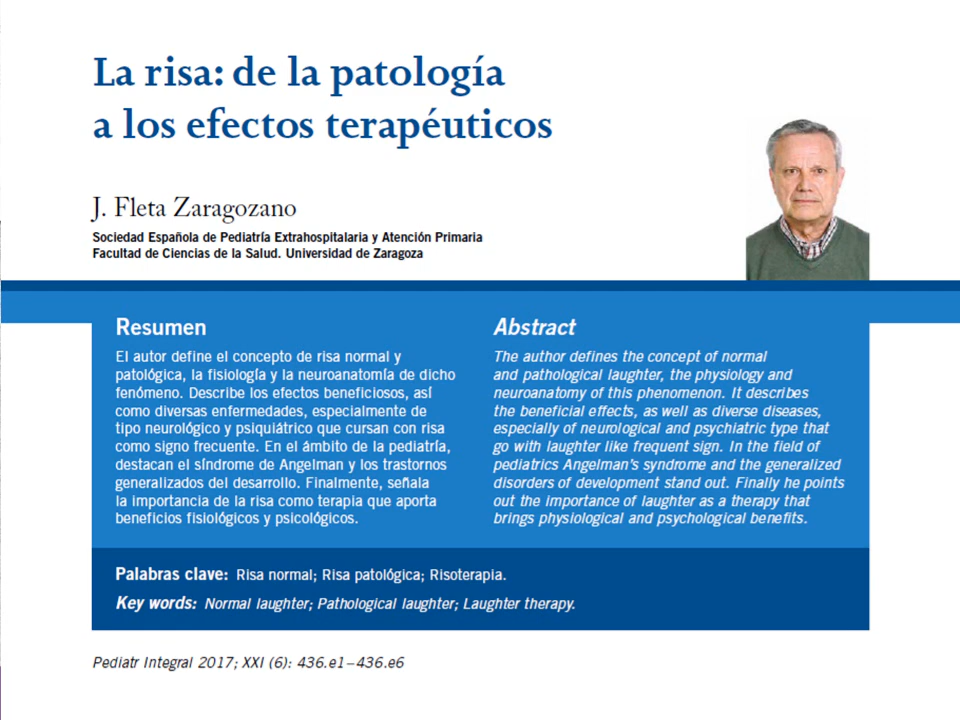 La risa: de la patología
a los efectos terapéuticos
J. Fleta Zaragozano
Sociedad Española de Pediatría Extrahospitalaria y Atención Primaria
Facultad de Ciencias de la Salud. Universidad de Zaragoza
Resumen
El autor define el concepto de risa normal y
patológica, la fisiología y la neuroanatomía de dicho
fenómeno. Describe los efectos beneficiosos, así
como diversas enfermedades, especialmente de
tipo neurológico y psiquiátrico que cursan con risa
como signo frecuente. En el ámbito de la pediatría,
destacan el síndrome de Angelman y los trastornos
generalizados del desarrollo. Finalmente, señala
la importancia de la risa como terapia que aporta
beneficios fisiológicos y psicológicos.
Abstract
The author defines the concept of normal
and pathological laughter, the physiology and
neuroanatomy of this phenomenon. It describes
the beneficial effects, as well as diverse diseases,
especially of neurological and psychiatric type that
go with laughter like frequent sign. In the field of
pediatrics Angelman's syndrome and the generalized
disorders of development stand out. Finally he points
out the importance of laughter as a therapy that
brings physiological and psychological benefits.
Palabras clave: Risa normal; Risa patológica; Risoterapia.
Key words: Normal laughter; Pathological laughter; Laughter therapy.
Pediatr Integral 2017; XXI (6): 436.e1–436.e6